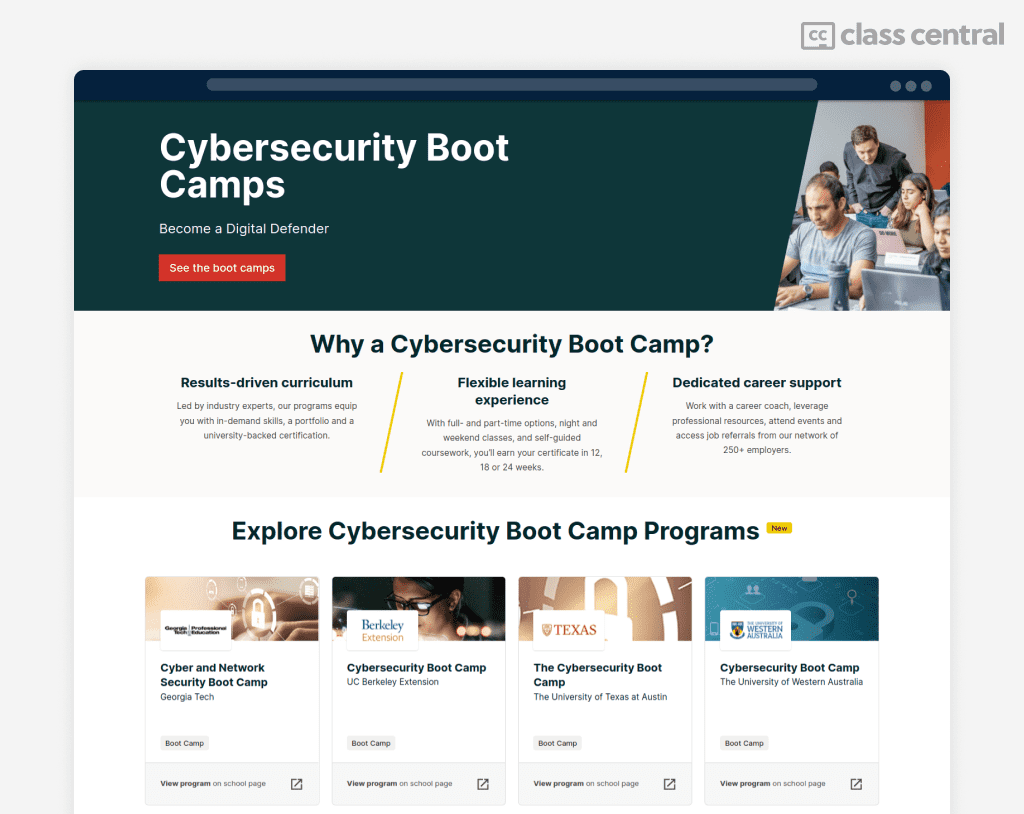 cc class central
Cybersecurity Boot
Camps
Become a Digital Defender
See the boot camps
Why a Cybersecurity Boot Camp?
Results-driven curriculum
Led by industry experts, our programs equip
you with in-demand skills, a portfolio and a
university-backed certification.
Flexible learning
experience
With full- and part-time options, night and
weekend classes, and self-guided
coursework, you'll earn your certificate in 12,
18 or 24 weeks.
Dedicated career support
Work with a career coach, leverage
professional resources, attend events and
access job referrals from our network of
250+ employers.
Explore Cybersecurity Boot Camp Programs New
Georgia Professional
Tech Education
Cyber and Network
Security Boot Camp
Georgia Tech
Boot Camp
View program on school page
Berkeley
Extension
Cybersecurity Boot Camp
UC Berkeley Extension
Boot Camp
View program on school page
TEXAS
The Cybersecurity Boot
Camp
The University of Texas at Austin
Boot Camp
View program on school page
THE UNIVERSITY OF
WESTERN
AUSTRALIA
Cybersecurity Boot Camp
The University of Western Australia
Boot Camp
View program on school page